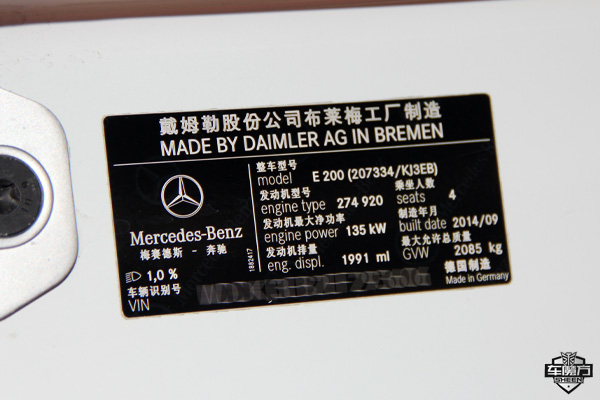 戴姆勒股份公司布莱梅工厂制造
MADE BY DAIMLER AG IN BREMEN
整车型号
model E 200 (207334/KJ3EB)
发动机型号 乘坐人数
engine type 274 920 seats 4
发动机最大净功率 制造年月
engine power 135 kW built date 2014/09
发动机排量 最大允许总质量
eng. displ. 1991 ml GVW 2085 kg
Mercedes-Benz
梅赛德斯 - 奔驰
1,0 %
1882417
车辆识别号
VIN
德国制造
Made in Germany
车魔方
SHEEN